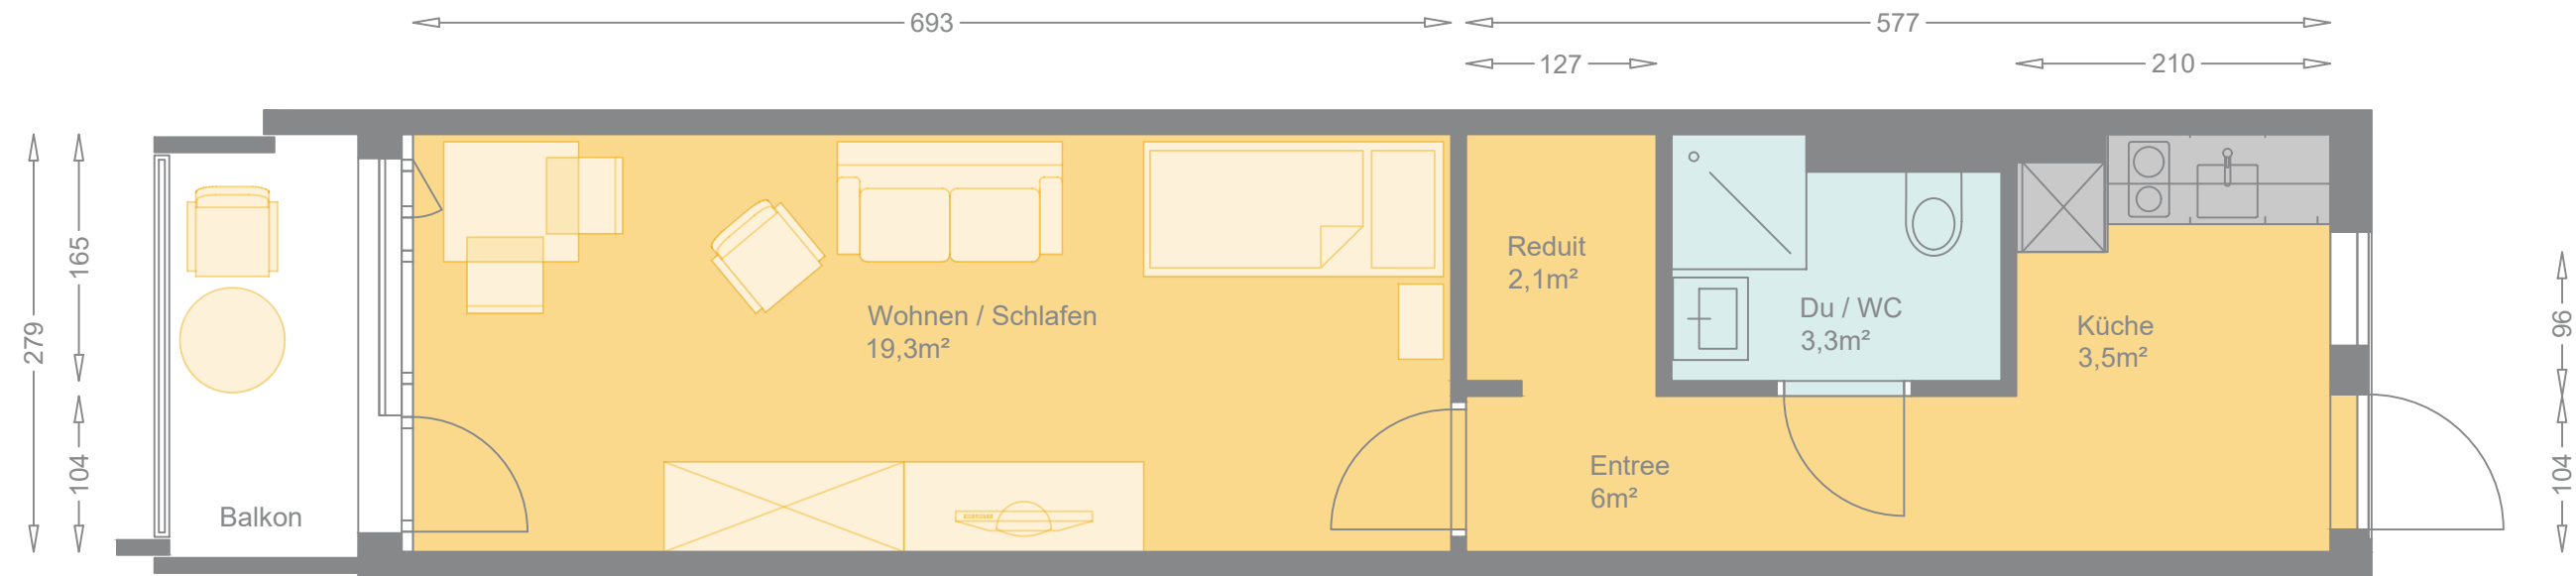 693
577
127
210
279
165
104
Balkon
Wohnen / Schlafen
19,3m²
Reduit
2,1m²
Du / WC
3,3m²
Küche
3,5m²
Entree
6m²
96
104